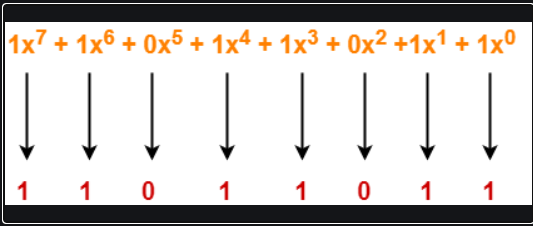 1x⁷ + 1x⁶ + 0x⁵ + 1x⁴ + 1x³ + 0x² +1x¹ + 1x⁰
1 1 0 1 1 0 1 1